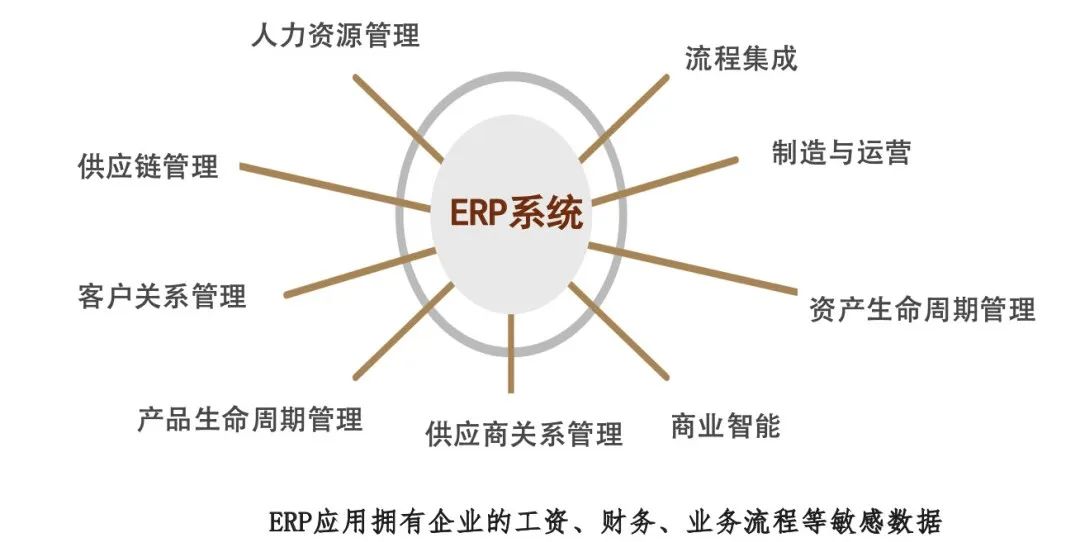 人力资源管理
流程集成
供应链管理
制造与运营
ERP系统
客户关系管理
资产生命周期管理
产品生命周期管理
供应商关系管理
商业智能
ERP应用拥有企业的工资、财务、业务流程等敏感数据